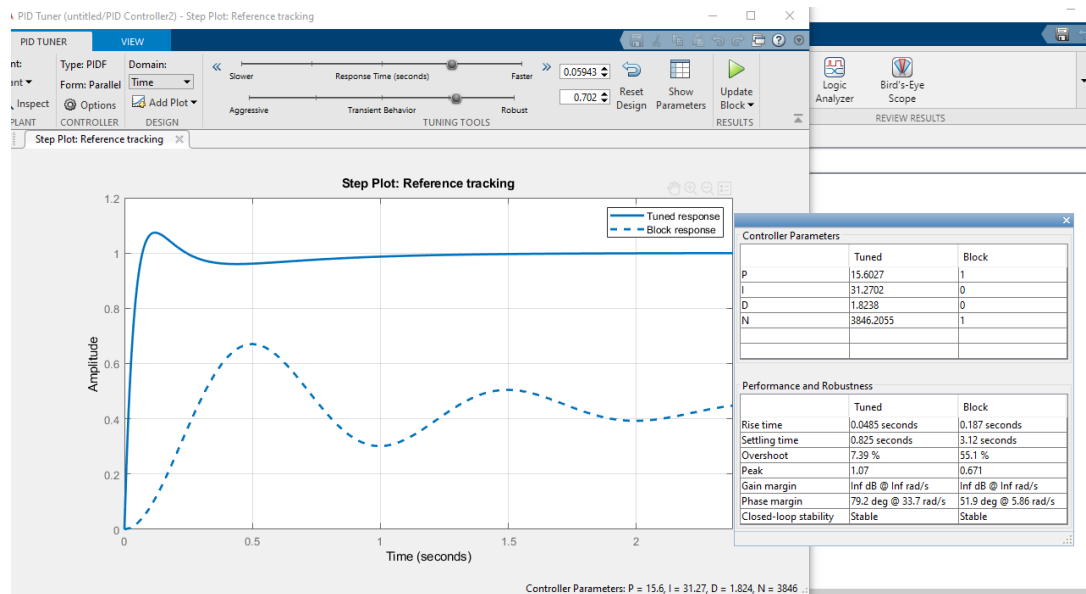 PID Tuner (untitled/PID Controller2) - Step Plot: Reference tracking
PID TUNER VIEW
Type: PIDF Domain:
Form: Parallel Time
Inspect Options Add Plot
CONTROLLER DESIGN
Slower Response Time (seconds) Faster 0.05943
Aggressive Transient Behavior Robust 0.702
TUNING TOOLS
Reset Design
Show Parameters
Update Block
RESULTS
Logic Analyzer
Bird's-Eye Scope
REVIEW RESULTS
Step Plot: Reference tracking
Step Plot: Reference tracking
Tuned response
Block response
1.2
1
0.8
0.6
0.4
0.2
0
Amplitude
0 0.5 1 1.5 2
Time (seconds)
Controller Parameters: P = 15.6, I = 31.27, D = 1.824, N = 3846
Controller Parameters
Tuned Block
P 15.6027 1
I 31.2702 0
D 1.8238 0
N 3846.2055 1
Performance and Robustness
Tuned Block
Rise time 0.0485 seconds 0.187 seconds
Settling time 0.825 seconds 3.12 seconds
Overshoot 7.39 % 55.1 %
Peak 1.07 0.671
Gain margin Inf dB @ Inf rad/s Inf dB @ Inf rad/s
Phase margin 79.2 deg @ 33.7 rad/s 51.9 deg @ 5.86 rad/s
Closed-loop stability Stable Stable